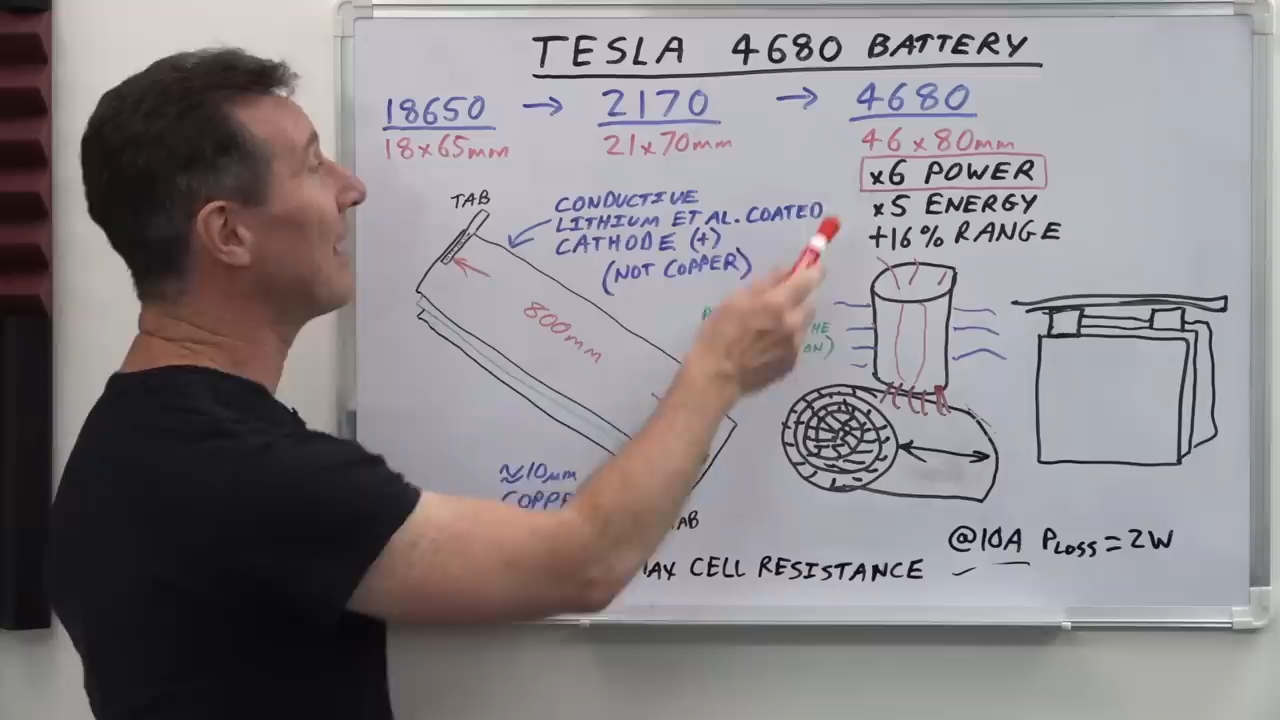 TESLA 4680 BATTERY
18650 → 2170 → 4680
18x65mm 21x70mm 46x80mm
x6 POWER
x5 ENERGY
+16% RANGE
TAB
CONDUCTIVE
LITHIUM ET AL. COATED
CATHODE (+)
(NOT COPPER)
800mm
≈10μm
@10A PLOSS = 2W
CELL RESISTANCE